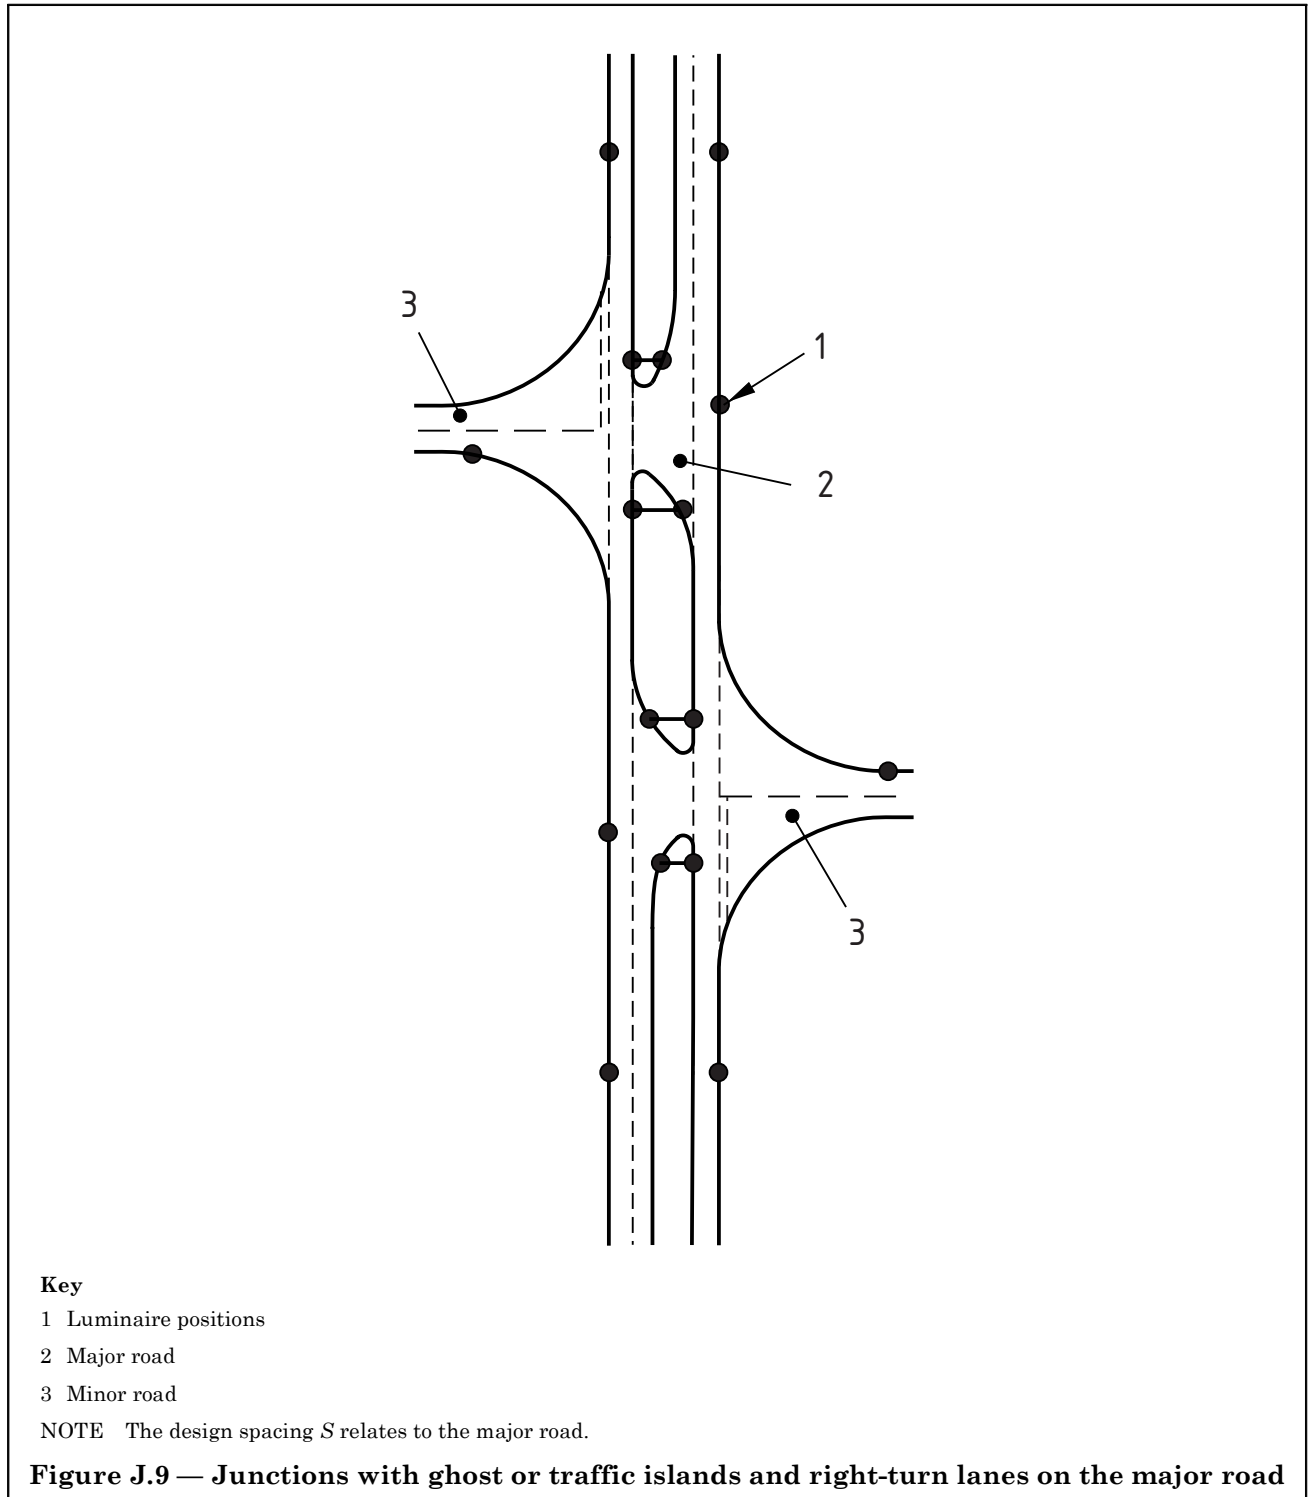 3
1
2
3
Key
1 Luminaire positions
2 Major road
3 Minor road
NOTE The design spacing S relates to the major road.
Figure J.9 — Junctions with ghost or traffic islands and right-turn lanes on the major road